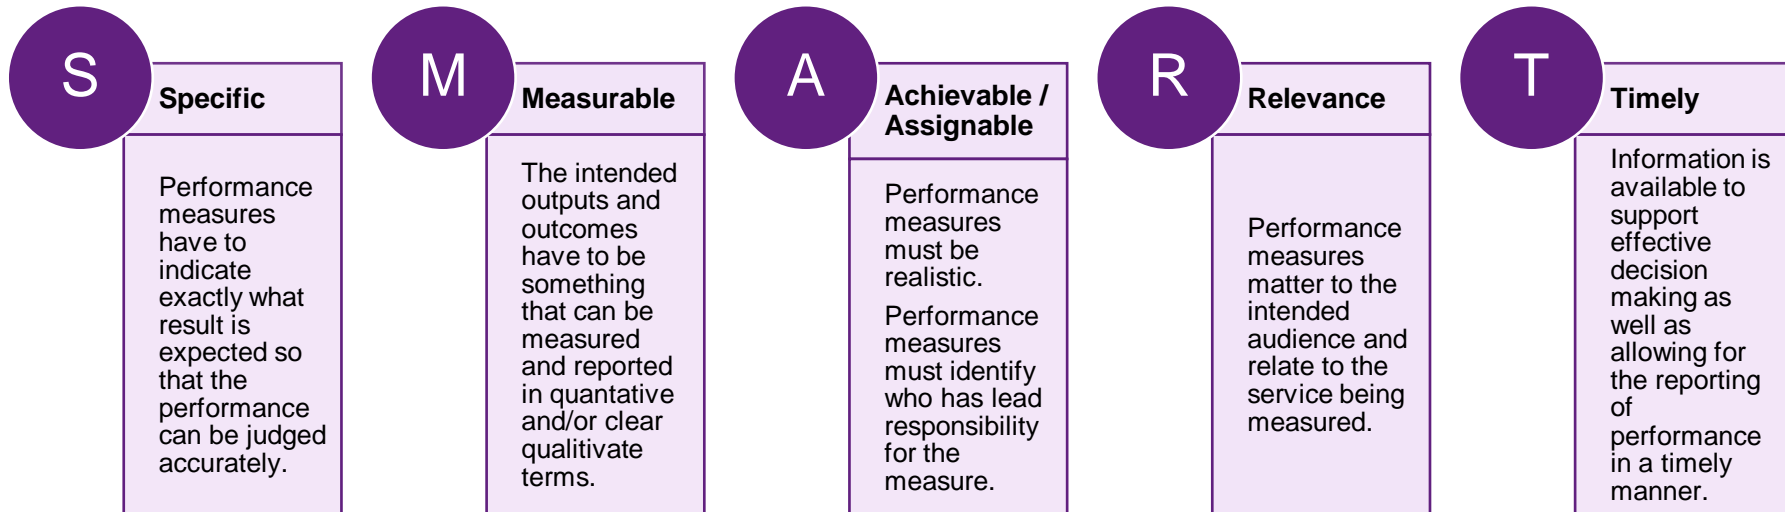 S
Specific
Performance
measures
have to
indicate
exactly what
result is
expected so
that the
performance
can be judged
accurately.
M
Measurable
The intended
outputs and
outcomes
have to be
something
that can be
measured
and reported
in quantative
and/or clear
qualitivate
terms.
A
Achievable /
Assignable
Performance
measures
must be
realistic.
Performance
measures
must identify
who has lead
responsibility
for the
measure.
R
Relevance
Performance
measures
matter to the
intended
audience and
relate to the
service being
measured.
T
Timely
Information is
available to
support
effective
decision
making as
well as
allowing for
the reporting
of
performance
in a timely
manner.